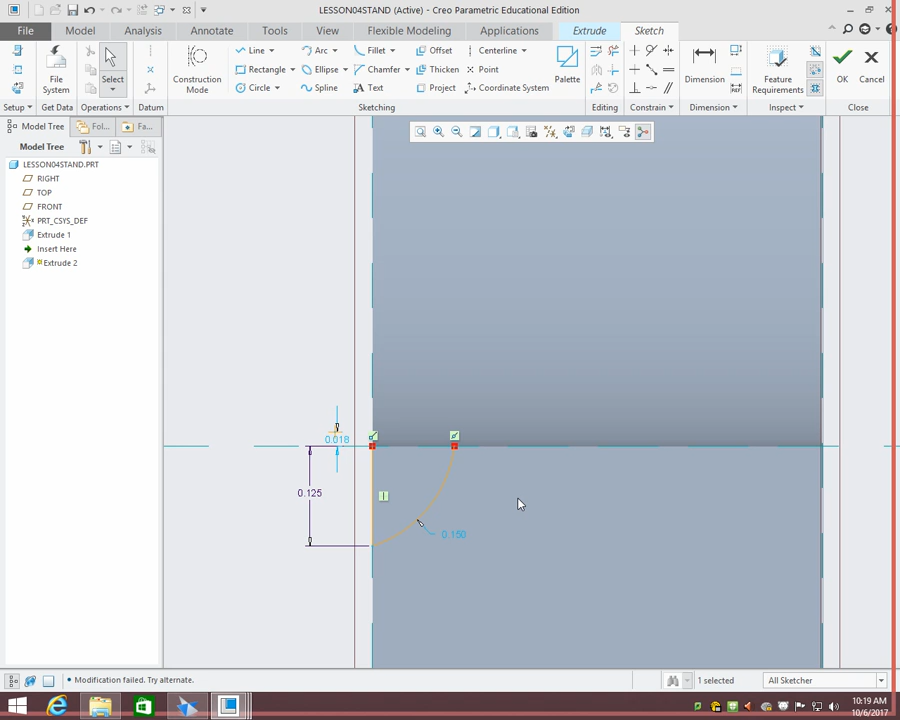 LESSON04STAND (Active) - Creo Parametric Educational Edition
File Model Analysis Annotate Tools View Flexible Modeling Applications Extrude Sketch
Line Arc Fillet Offset Centerline
Rectangle Ellipse Chamfer Thicken Point
Circle Spline Text Project Coordinate System
File System
Select
Construction Mode
Palette
Dimension
Feature Requirements
OK
Cancel
Setup Get Data Operations Datum Sketching Editing Constrain Dimension Inspect Close
Model Tree Fol... Fa...
Model Tree
LESSON04STAND.PRT
RIGHT
TOP
FRONT
PRT_CSYS_DEF
Extrude 1
Insert Here
Extrude 2
0.018
0.125
0.150
Modification failed. Try alternate.
1 selected
All Sketcher
10:19 AM
10/6/2017